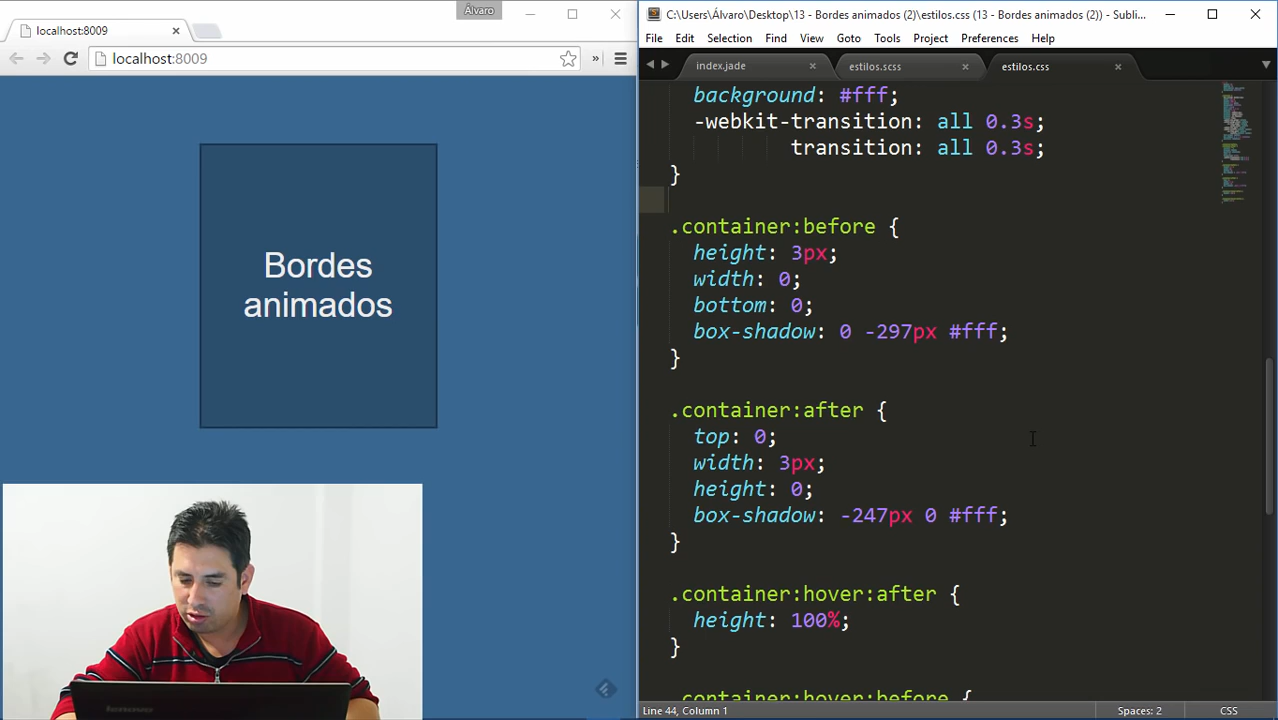 Álvaro
localhost:8009
localhost:8009
»
Bordes
animados
lenovo
C:\Users\Álvaro\Desktop\13 - Bordes animados (2)\estilos.css (13 - Bordes animados (2)) - Subli...
File Edit Selection Find View Goto Tools Project Preferences Help
index.jade estilos.scss estilos.css
background: #fff;
-webkit-transition: all 0.3s;
transition: all 0.3s;
}
.container:before {
height: 3px;
width: 0;
bottom: 0;
box-shadow: 0 -297px #fff;
}
.container:after {
top: 0;
width: 3px;
height: 0;
box-shadow: -247px 0 #fff;
}
.container:hover:after {
height: 100%;
}
.container:hover:before {
Line 44, Column 1 Spaces: 2 CSS